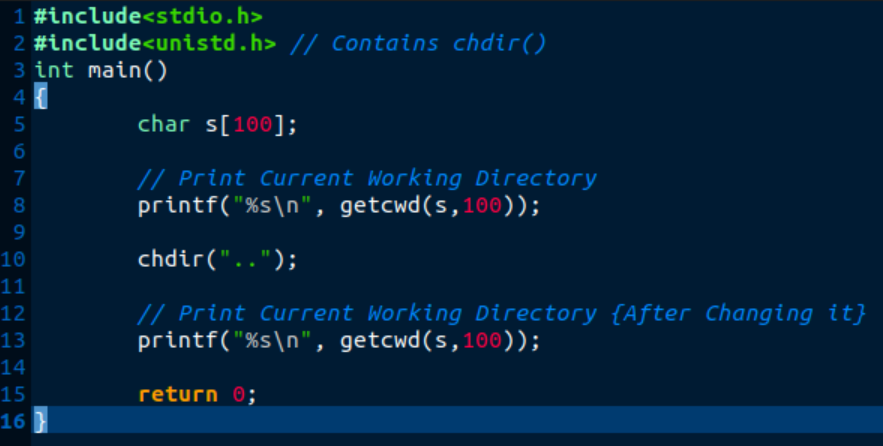 1 #include<stdio.h>
2 #include<unistd.h> // Contains chdir()
3 int main()
4 {
5         char s[100];
6
7         // Print Current Working Directory
8         printf("%s\n", getcwd(s,100));
9
10         chdir("..");
11
12         // Print Current Working Directory {After Changing it}
13         printf("%s\n", getcwd(s,100));
14
15         return 0;
16 }